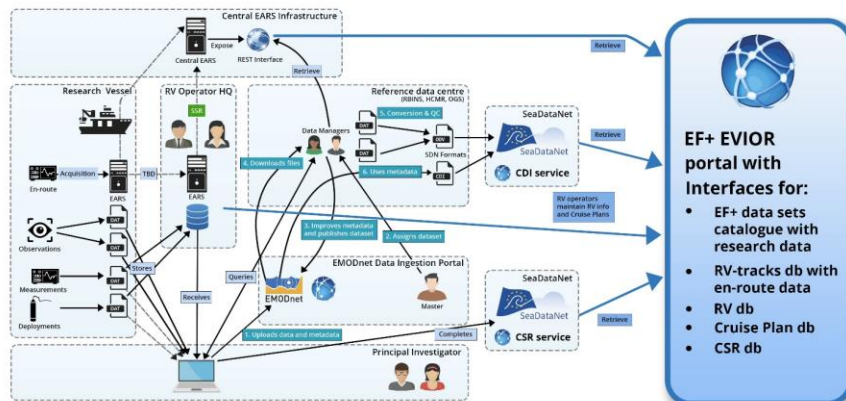 Central EARS Infrastructure
Central EARS
Expose
REST Interface
Retrieve
Retrieve
Research Vessel
RV Operator HQ
SSR
Reference data centre
(RBINS, HCMR, OGS)
5. Conversion & QC
Data Managers
DAT
DAT
ODV
SDN Formats
CDI
4. Downloads files
6. Uses metadata
SeaDataNet
SeaDataNet
CDI service
Retrieve
En-route
Acquisition
EARS
TBD
EARS
DAT
DAT
DAT
DAT
Observations
Measurements
Deployments
Stores
Receives
Queries
3. Improves metadata
and publishes dataset
2. Assigns dataset
RV operators
maintain RV info
and Cruise Plans
EMODnet Data Ingestion Portal
EMODnet
Master
1. Uploads data and metadata
Completes
SeaDataNet
SeaDataNet
CSR service
Retrieve
Principal Investigator
EF+ EVIOR
portal with
Interfaces for:
• EF+ data sets
catalogue with
research data
• RV-tracks db with
en-route data
• RV db
• Cruise Plan db
• CSR db